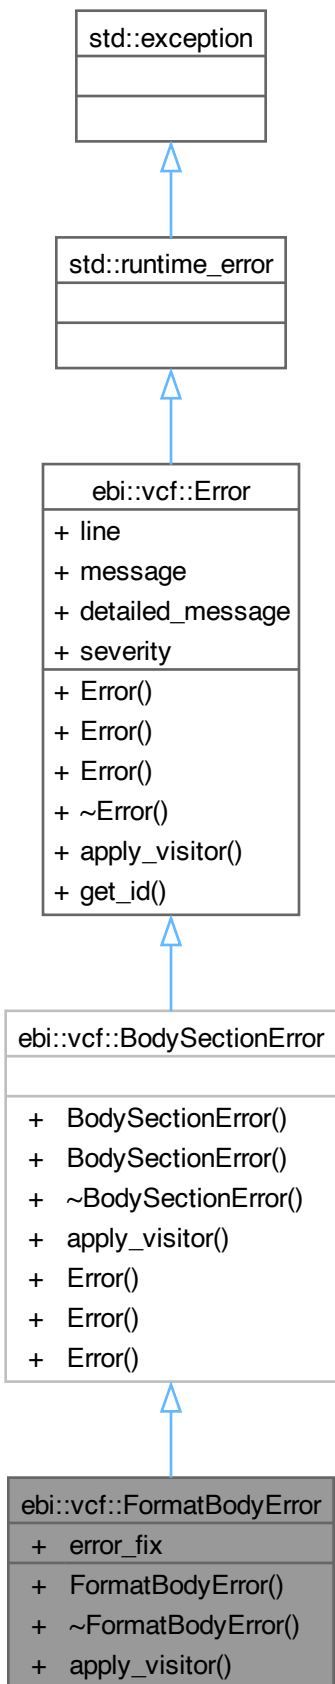 std::exception
std::runtime_error
ebi::vcf::Error
+ line
+ message
+ detailed_message
+ severity
+ Error()
+ Error()
+ Error()
+ ~Error()
+ apply_visitor()
+ get_id()
ebi::vcf::BodySectionError
+ BodySectionError()
+ BodySectionError()
+ ~BodySectionError()
+ apply_visitor()
+ Error()
+ Error()
+ Error()
ebi::vcf::FormatBodyError
+ error_fix
+ FormatBodyError()
+ ~FormatBodyError()
+ apply_visitor()